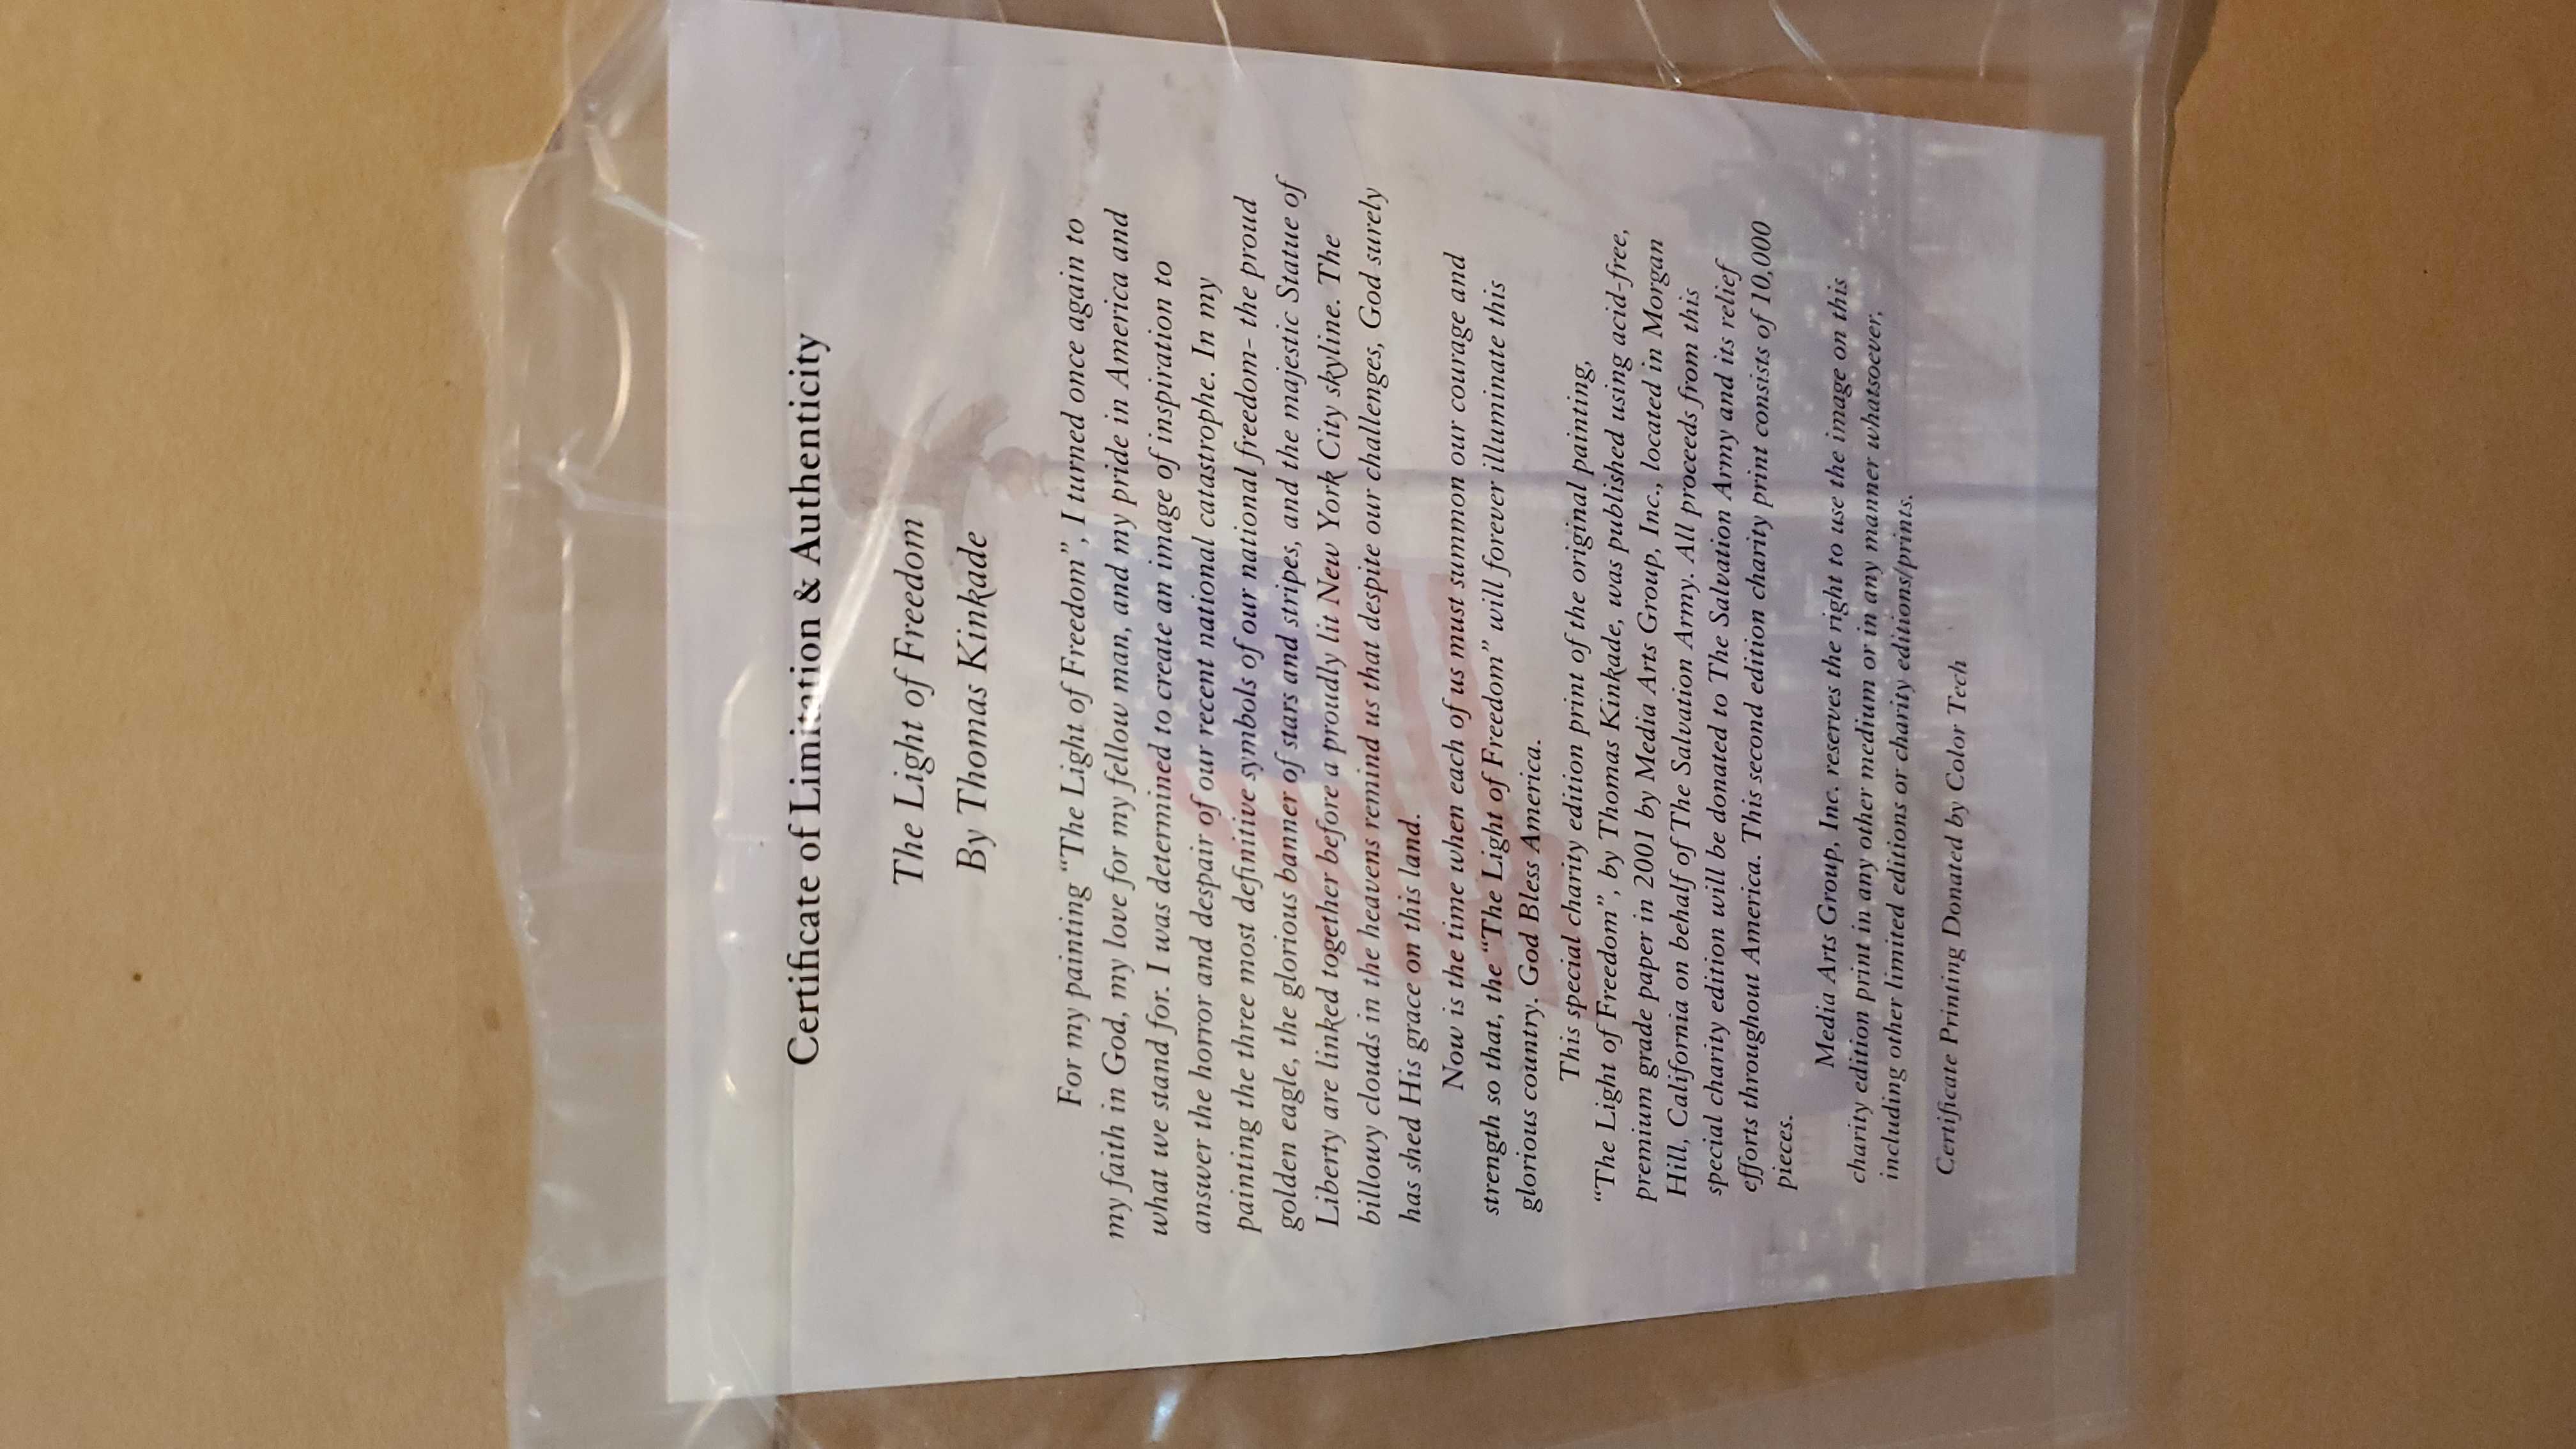 Certificate of Limitation & Authenticity
The Light of Freedom
By Thomas Kinkade
For my painting “The Light of Freedom”, I turned once again to
my faith in God, my love for my fellow man, and my pride in America and
what we stand for. I was determined to create an image of inspiration to
answer the horror and despair of our recent national catastrophe. In my
painting the three most definitive symbols of our national freedom- the proud
golden eagle, the glorious banner of stars and stripes, and the majestic Statue of
Liberty are linked together before a proudly lit New York City skyline. The
billowy clouds in the heavens remind us that despite our challenges, God surely
has shed His grace on this land.
Now is the time when each of us must summon our courage and
strength so that, the “The Light of Freedom” will forever illuminate this
glorious country. God Bless America.
This special charity edition print of the original painting,
“The Light of Freedom”, by Thomas Kinkade, was published using acid-free,
premium grade paper in 2001 by Media Arts Group, Inc., located in Morgan
Hill, California on behalf of The Salvation Army. All proceeds from this
special charity edition will be donated to The Salvation Army and its relief
efforts throughout America. This second edition charity print consists of 10,000
pieces.
Media Arts Group, Inc. reserves the right to use the image on this
charity edition print in any other medium or in any manner whatsoever,
including other limited editions or charity editions/prints.
Certificate Printing Donated by Color Tech